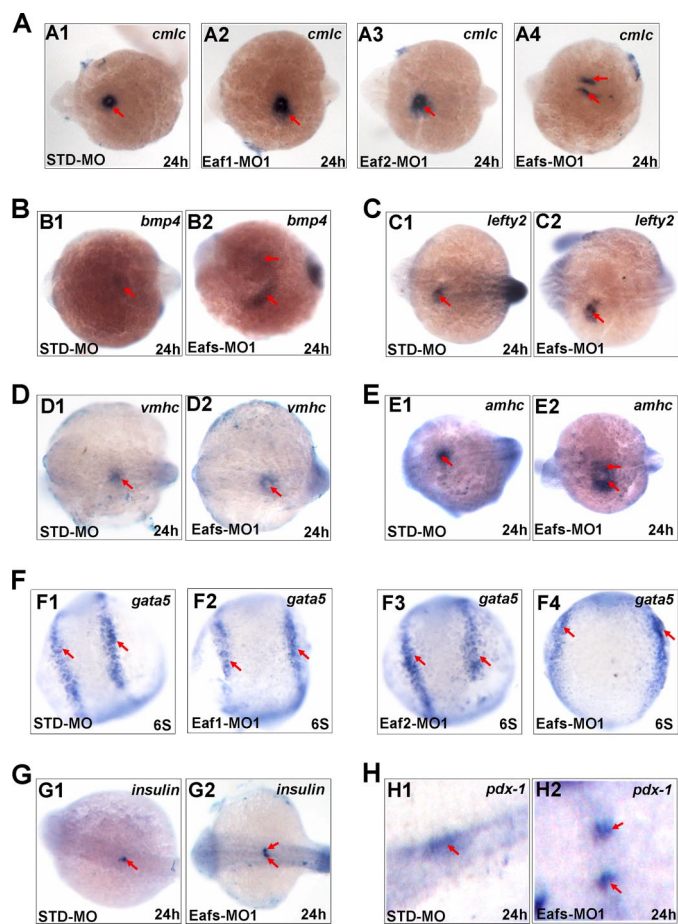 A
A1 cmlc
STD-MO 24h
A2 cmlc
Eaf1-MO1 24h
A3 cmlc
Eaf2-MO1 24h
A4 cmlc
Eafs-MO1 24h
B
B1 bmp4
STD-MO 24h
B2 bmp4
Eafs-MO1 24h
C
C1 lefty2
STD-MO 24h
C2 lefty2
Eafs-MO1 24h
D
D1 vmhc
STD-MO 24h
D2 vmhc
Eafs-MO1 24h
E
E1 amhc
STD-MO 24h
E2 amhc
Eafs-MO1 24h
F
F1 gata5
STD-MO 6S
F2 gata5
Eaf1-MO1 6S
F3 gata5
Eaf2-MO1 6S
F4 gata5
Eafs-MO1 6S
G
G1 insulin
STD-MO 24h
G2 insulin
Eafs-MO1 24h
H
H1 pdx-1
STD-MO 24h
H2 pdx-1
Eafs-MO1 24h